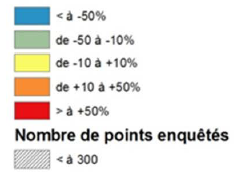 < à -50%
de -50 à -10%
de -10 à +10%
de +10 à +50%
> à +50%
Nombre de points enquêtés
< à 300